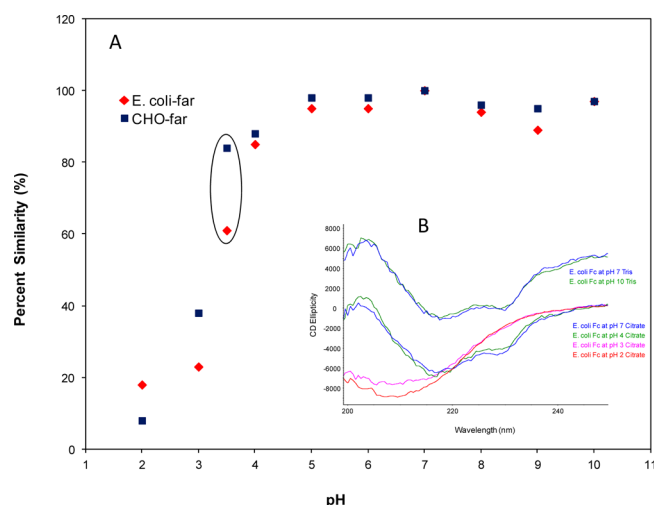 120
A
100
80
60
40
20
0
Percent Similarity (%)
E. coli-far
CHO-far
1 2 3 4 5 6 7 8 9 10 11
pH
B
8000
6000
4000
2000
0
-2000
-4000
-6000
-8000
CD Ellipticity
E. coli Fc at pH 7 Tris
E. coli Fc at pH 10 Tris
E. coli Fc at pH 7 Citrate
E. coli Fc at pH 4 Citrate
E. coli Fc at pH 3 Citrate
E. coli Fc at pH 2 Citrate
200 220 240
Wavelength (nm)